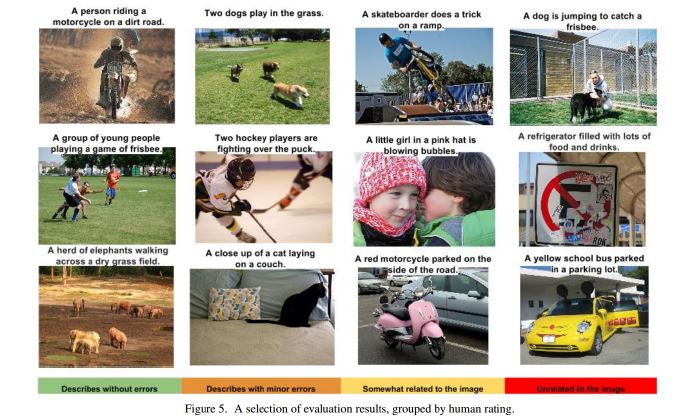 A person riding a
motorcycle on a dirt road.
Two dogs play in the grass.
A skateboarder does a trick
on a ramp.
A dog is jumping to catch a
frisbee.
A group of young people
playing a game of frisbee.
Two hockey players are
fighting over the puck.
A little girl in a pink hat is
blowing bubbles.
A refrigerator filled with lots of
food and drinks.
A herd of elephants walking
across a dry grass field.
A close up of a cat laying
on a couch.
A red motorcycle parked on the
side of the road.
A yellow school bus parked
in a parking lot.
Describes without errors
Describes with minor errors
Somewhat related to the image
Unrelated to the image
Figure 5. A selection of evaluation results, grouped by human rating.